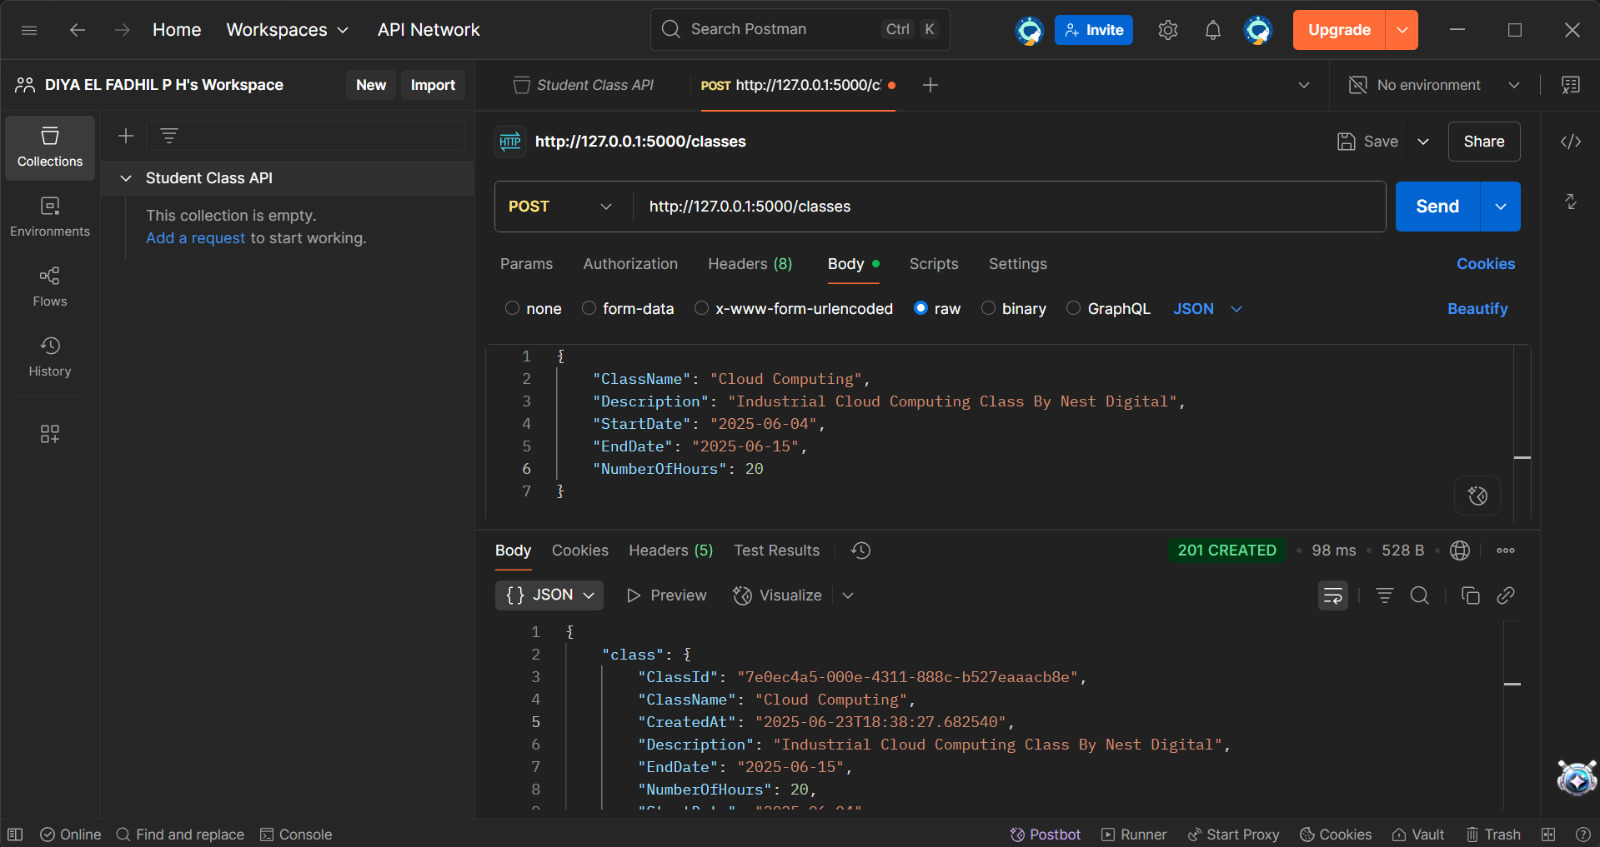 Home
Workspaces
API Network
Search Postman
Ctrl K
Invite
Upgrade
DIYA EL FADHIL P H's Workspace
New
Import
Student Class API
POST http://127.0.0.1:5000/c
No environment
Collections
Environments
Flows
History
Student Class API
This collection is empty.
Add a request to start working.
HTTP
http://127.0.0.1:5000/classes
Save
Share
POST
http://127.0.0.1:5000/classes
Send
Params
Authorization
Headers (8)
Body
Scripts
Settings
Cookies
none
form-data
x-www-form-urlencoded
raw
binary
GraphQL
JSON
Beautify
1 {
2 "ClassName": "Cloud Computing",
3 "Description": "Industrial Cloud Computing Class By Nest Digital",
4 "StartDate": "2025-06-04",
5 "EndDate": "2025-06-15",
6 "NumberOfHours": 20
7 }
Body
Cookies
Headers (5)
Test Results
201 CREATED
98 ms
528 B
{} JSON
Preview
Visualize
1 {
2 "class": {
3 "ClassId": "7e0ec4a5-000e-4311-888c-b527eaaacb8e",
4 "ClassName": "Cloud Computing",
5 "CreatedAt": "2025-06-23T18:38:27.682540",
6 "Description": "Industrial Cloud Computing Class By Nest Digital",
7 "EndDate": "2025-06-15",
8 "NumberOfHours": 20,
Online
Find and replace
Console
Postbot
Runner
Start Proxy
Cookies
Vault
Trash